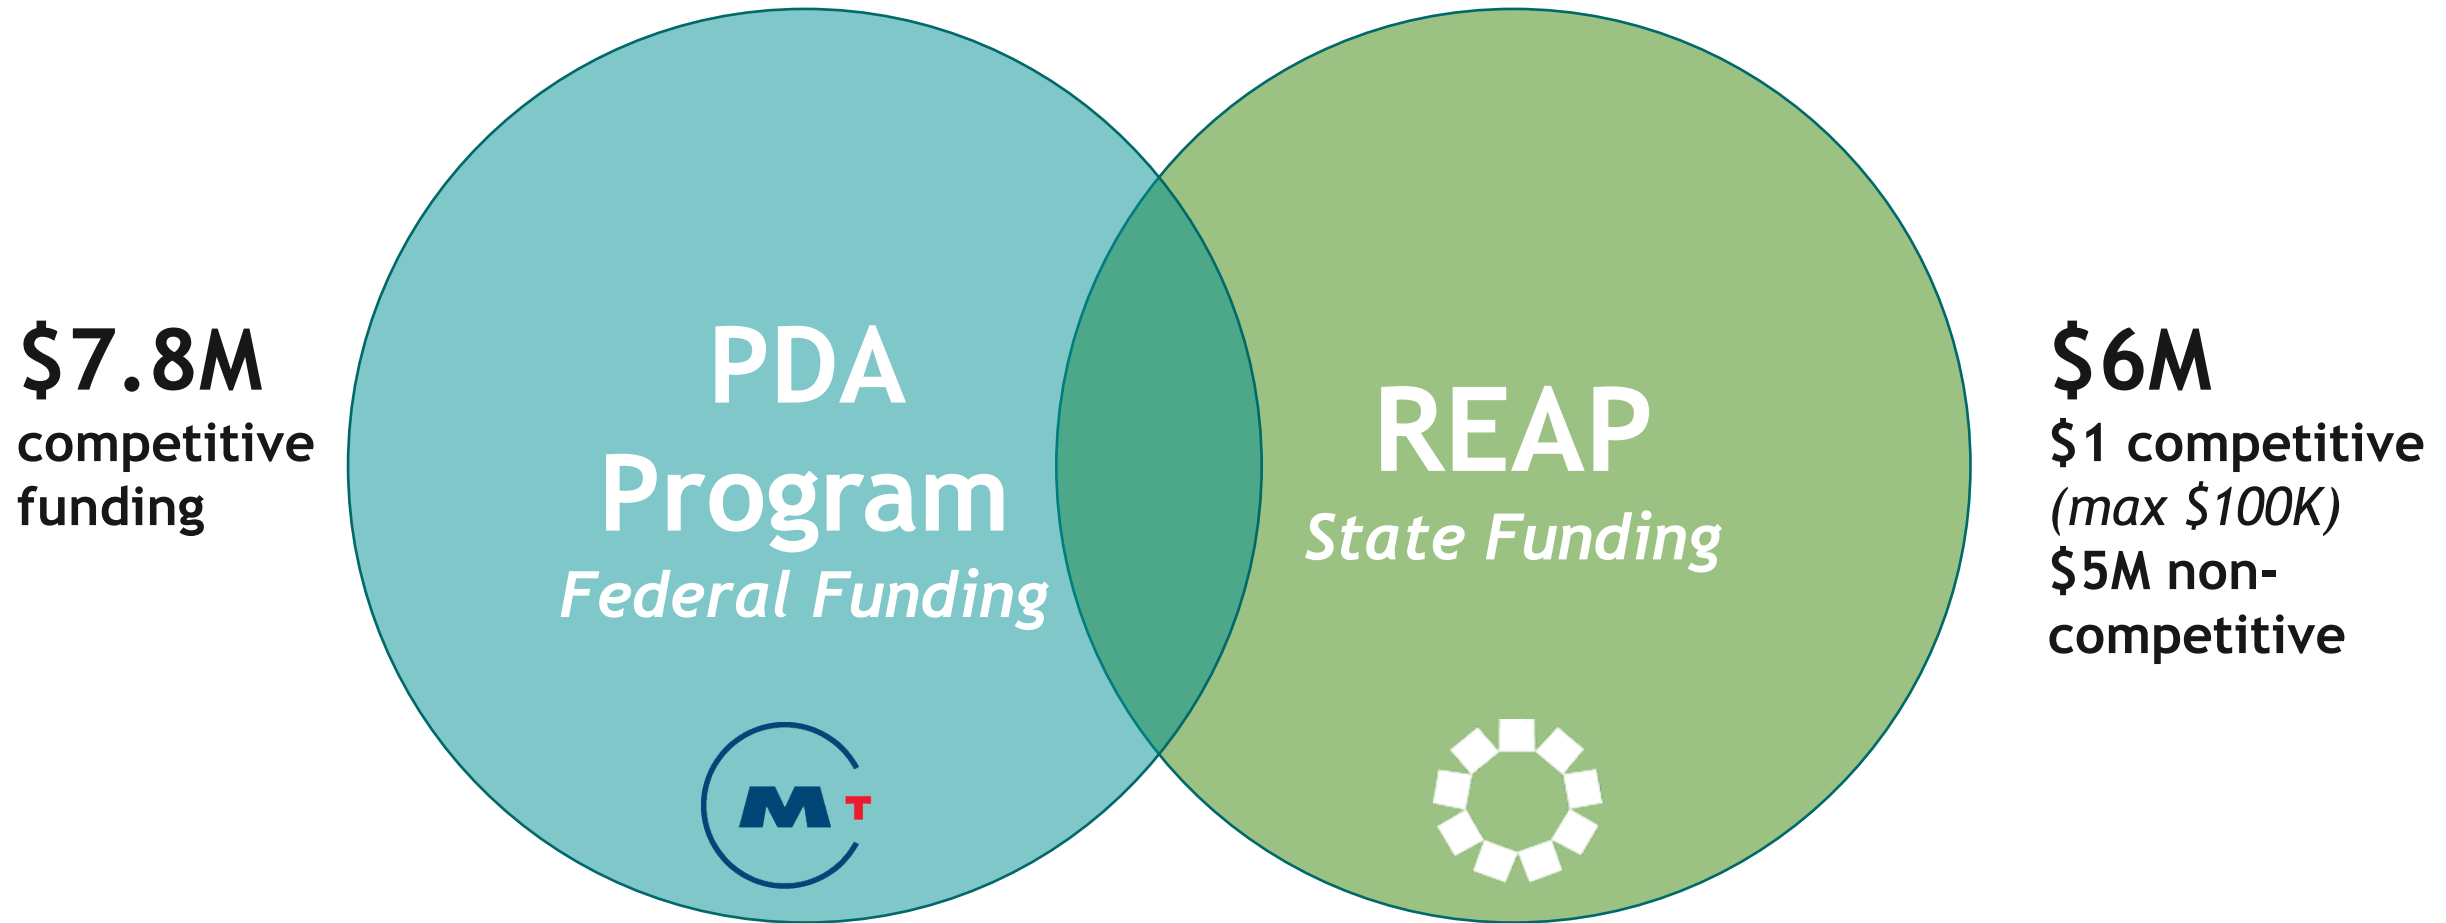 $7.8M
competitive
funding
PDA
Program
Federal Funding
M T
REAP
State Funding
$6M
$1 competitive
(max $100K)
$5M non-
competitive